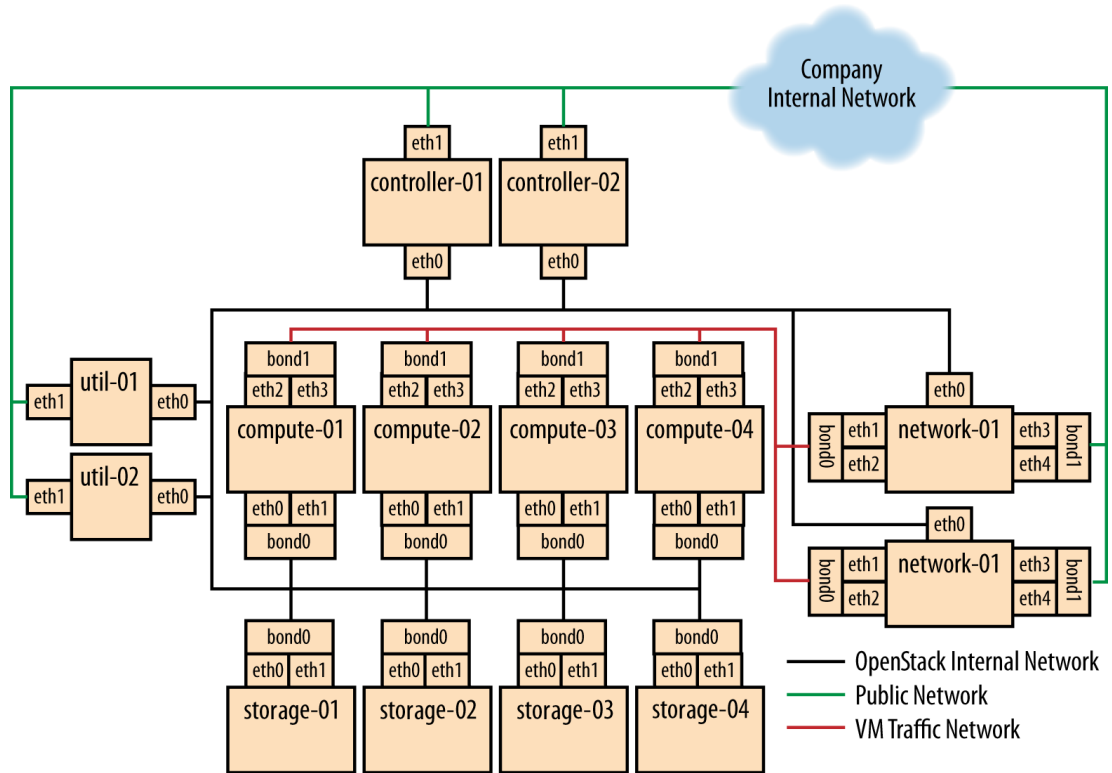 Company
Internal Network
eth1
eth1
controller-01
controller-02
eth0
eth0
bond1
bond1
bond1
bond1
eth2
eth3
eth2
eth3
eth2
eth3
eth2
eth3
compute-01
compute-02
compute-03
compute-04
eth0
eth1
eth0
eth1
eth0
eth1
eth0
eth1
bond0
bond0
bond0
bond0
util-01
eth1
eth0
util-02
eth1
eth0
eth0
network-01
bond0
eth1
eth2
eth3
eth4
bond1
eth0
network-01
bond0
eth1
eth2
eth3
eth4
bond1
bond0
bond0
bond0
bond0
eth0
eth1
eth0
eth1
eth0
eth1
eth0
eth1
storage-01
storage-02
storage-03
storage-04
OpenStack Internal Network
Public Network
VM Traffic Network